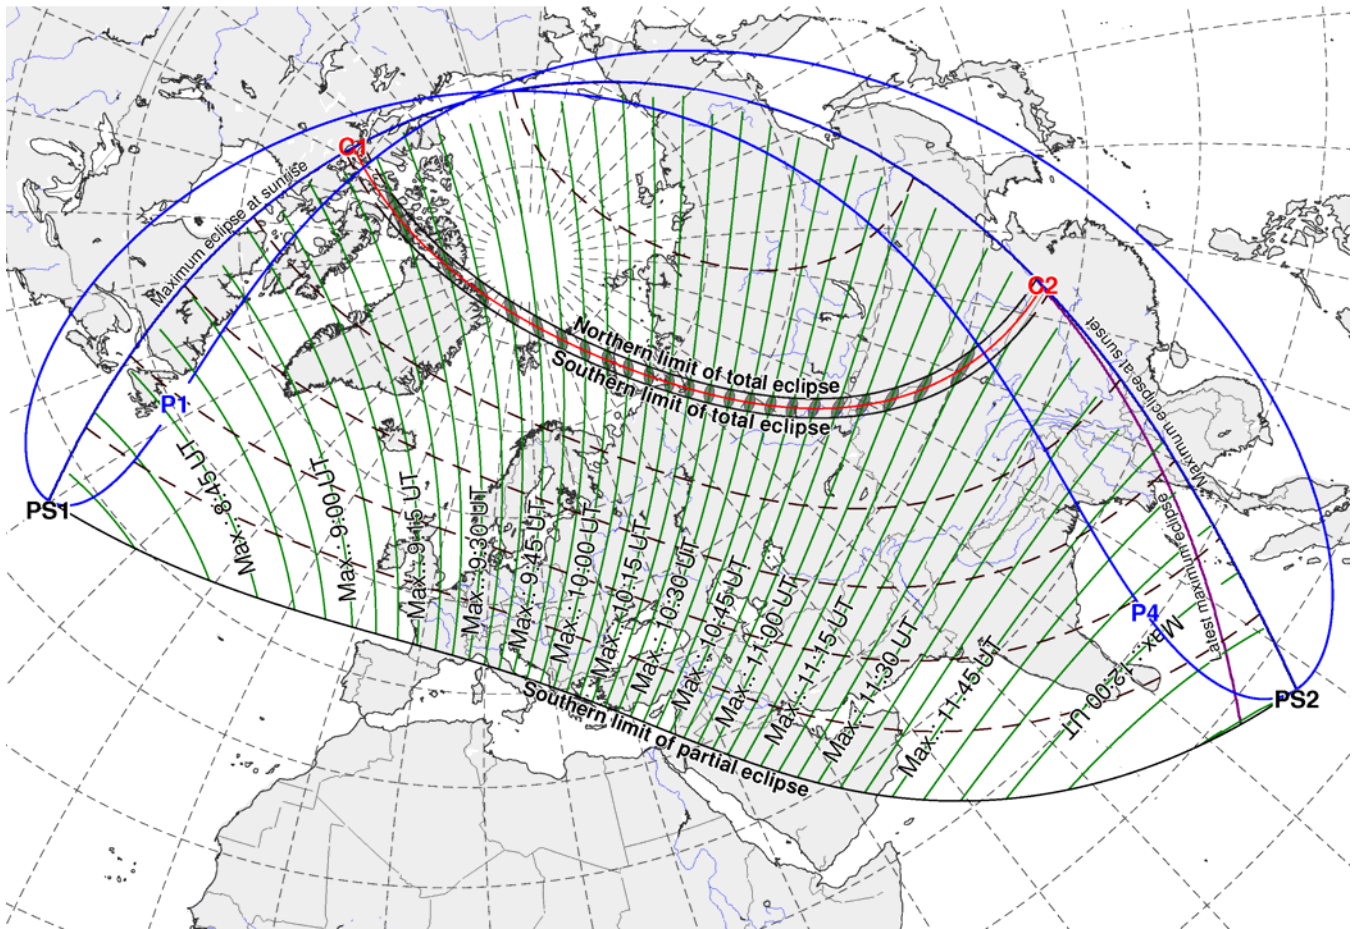 C1
Maximum eclipse at sunrise
C2
Northern limit of total eclipse
Southern limit of total eclipse
Maximum eclipse at sunset
P1
PS1
Max.: 8:45 UT
Max.: 9:00 UT
Max.: 9:15 UT
Max.: 9:30 UT
Max.: 9:45 UT
Max.: 10:00 UT
Max.: 10:15 UT
Max.: 10:30 UT
Max.: 10:45 UT
Max.: 11:00 UT
Max.: 11:15 UT
Max.: 11:30 UT
Max.: 11:45 UT
Max.: 12:00 UT
Latest maximum eclipse
P4
PS2
Southern limit of partial eclipse